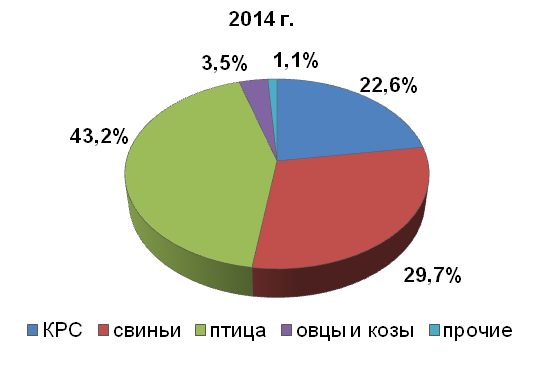 2014 г.
3,5%
1,1%
22,6%
43,2%
29,7%
КРС свиньи птица овцы и козы прочие